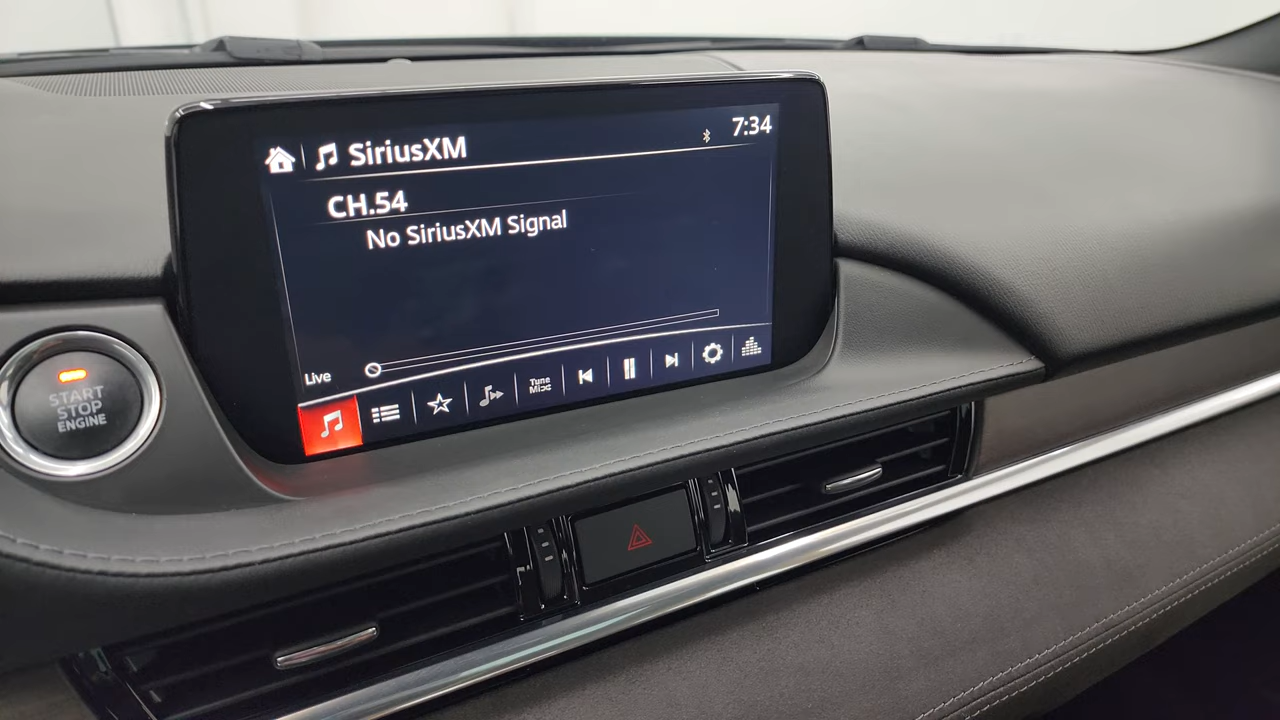 SiriusXM
7:34
CH.54
No SiriusXM Signal
Live
Tune
Mix
START
STOP
ENGINE